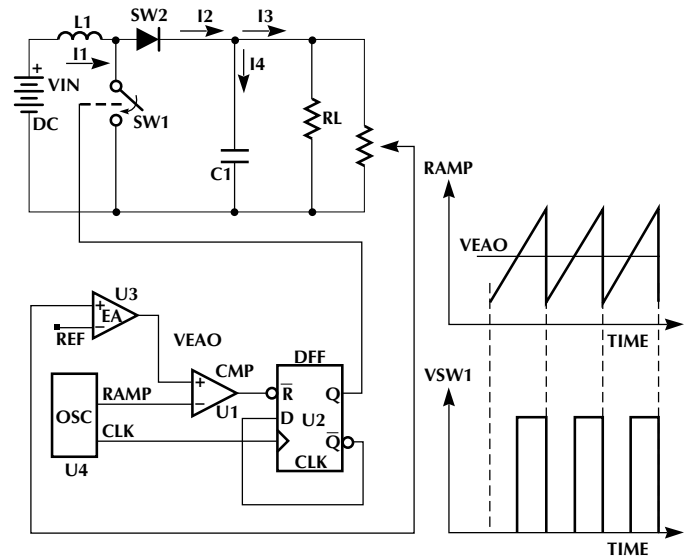 L1
SW2
I2
I3
I1
I4
+
VIN
DC
SW1
RL
C1
RAMP
VEAO
TIME
U3
+
EA
–
REF
VEAO
CMP
DFF
RAMP
+
–
U1
R̅
Q
OSC
D
U2
CLK
Q̅
U4
CLK
VSW1
TIME